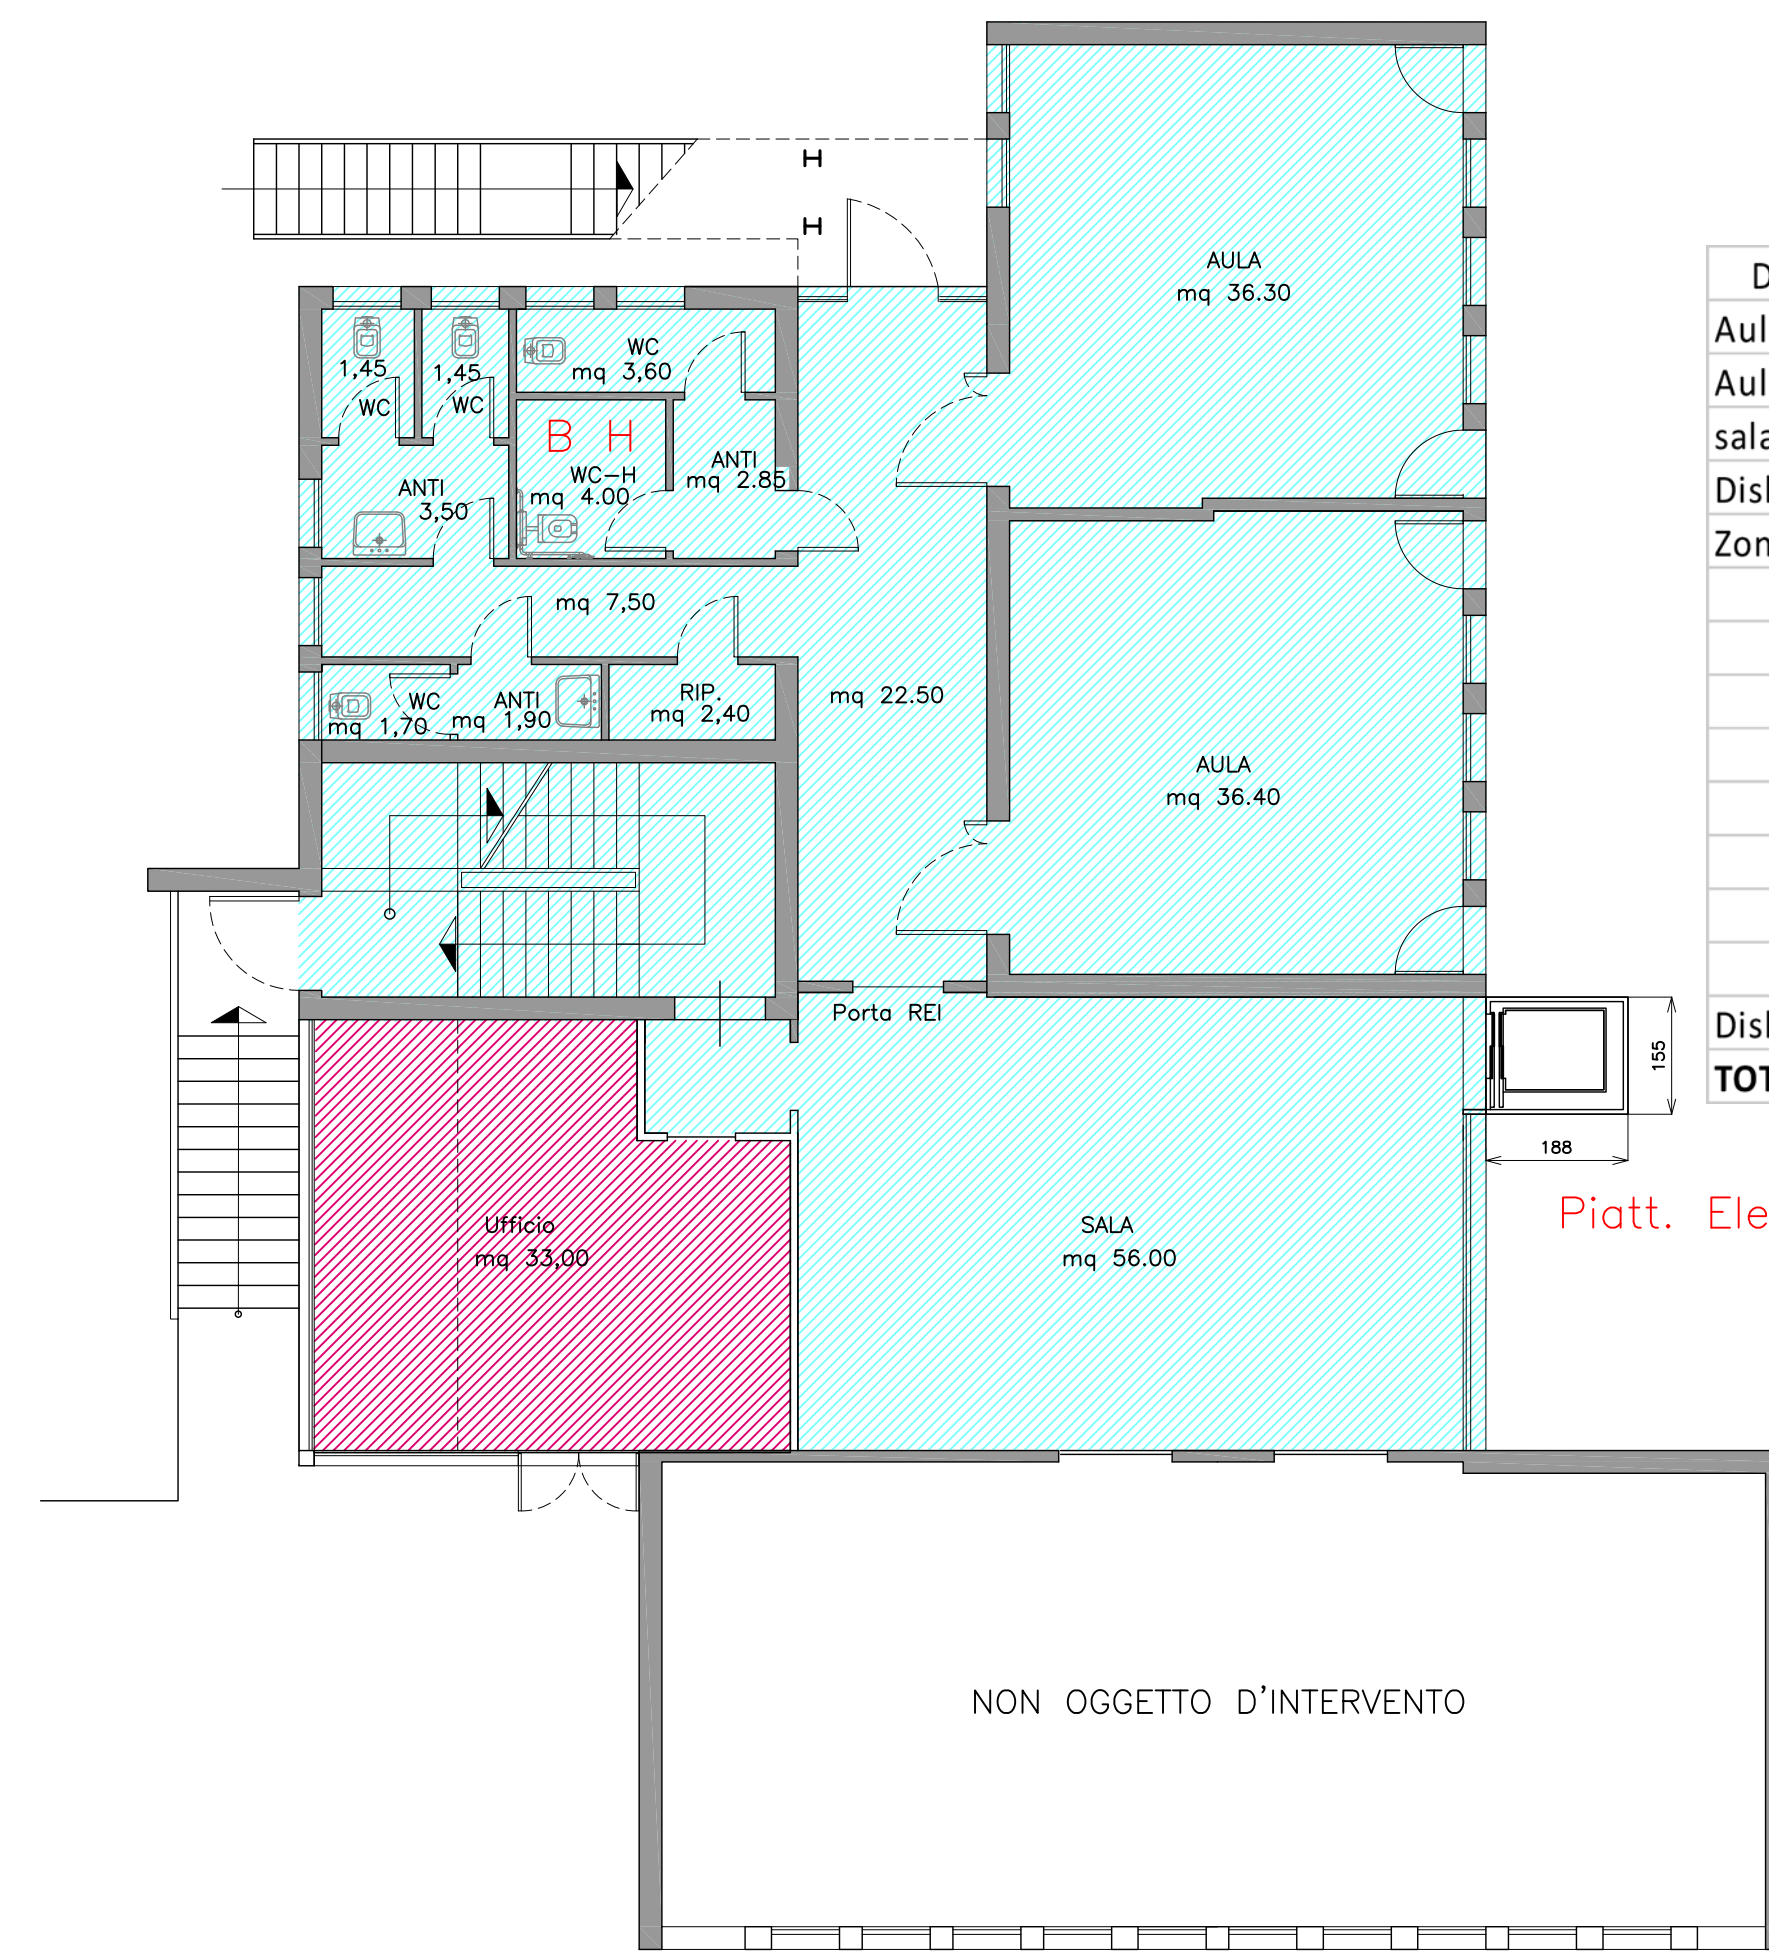 H
H
AULA
mq 36.30
1,45
WC
1,45
WC
WC
mq 3,60
B H
WC-H
mq 4.00
ANTI
mq 2.85
ANTI
3,50
mq 7,50
WC
mq 1,70
ANTI
mq 1,90
RIP.
mq 2,40
mq 22.50
AULA
mq 36.40
Porta REI
155
188
Piatt. Ele
Ufficio
mq 33,00
SALA
mq 56.00
NON OGGETTO D'INTERVENTO
D
Aul
Aul
sala
Dis
Zon
Dis
TOT